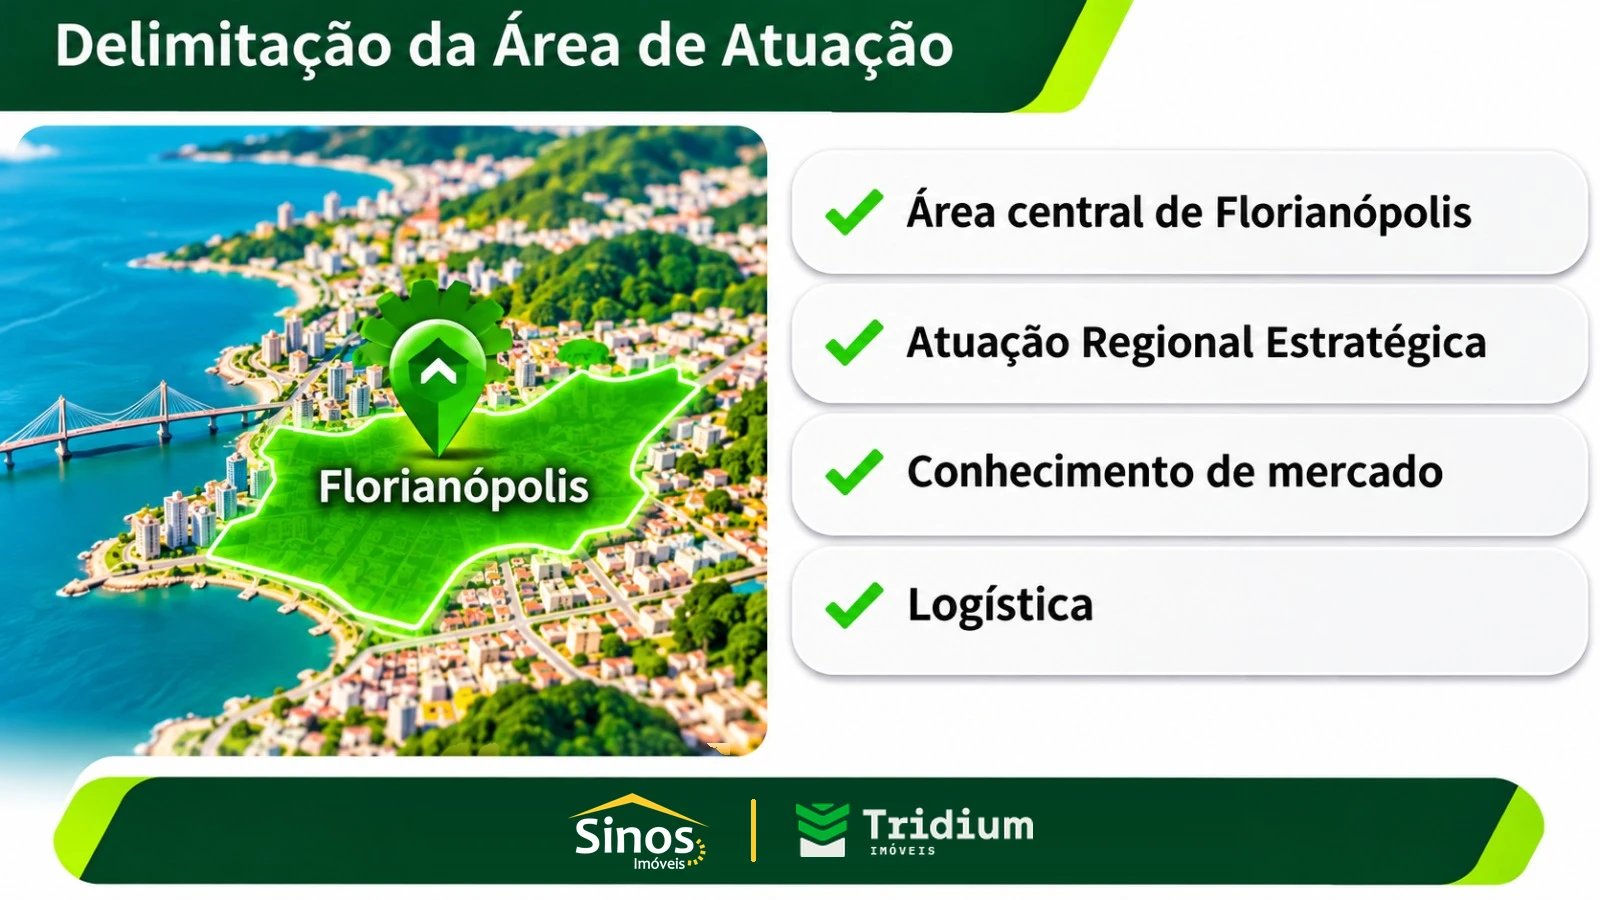 Delimitação da Área de Atuação
Florianópolis
Área central de Florianópolis
Atuação Regional Estratégica
Conhecimento de mercado
Logística
Sinos
Imóveis
Tridium
IMÓVEIS